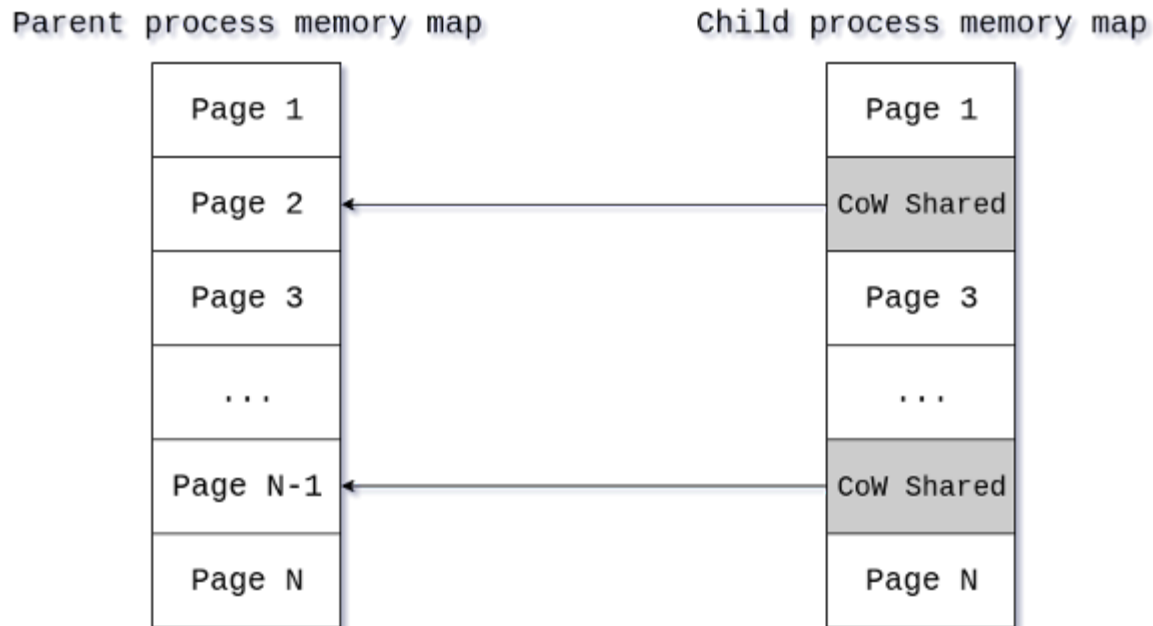 Parent process memory map
Page 1
Page 2
Page 3
...
Page N-1
Page N
Child process memory map
Page 1
CoW Shared
Page 3
...
CoW Shared
Page N